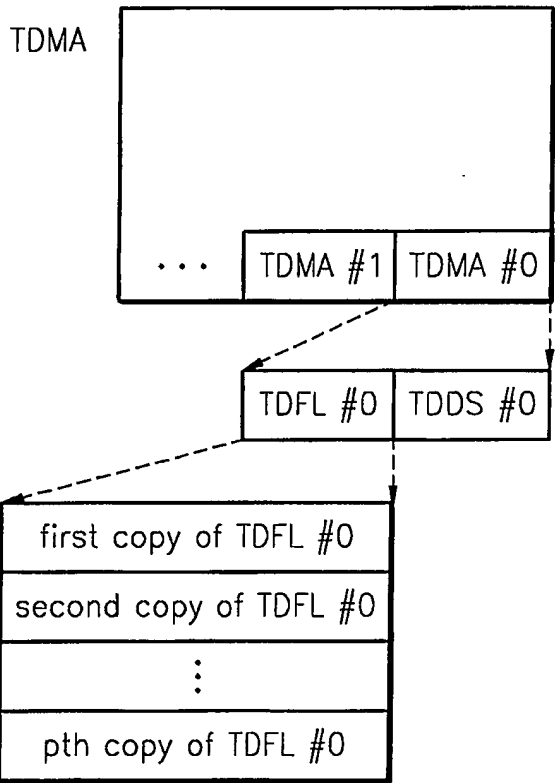 TDMA
... TDMA #1 TDMA #0
TDFL #0 TDDS #0
first copy of TDFL #0
second copy of TDFL #0
⋮
pth copy of TDFL #0